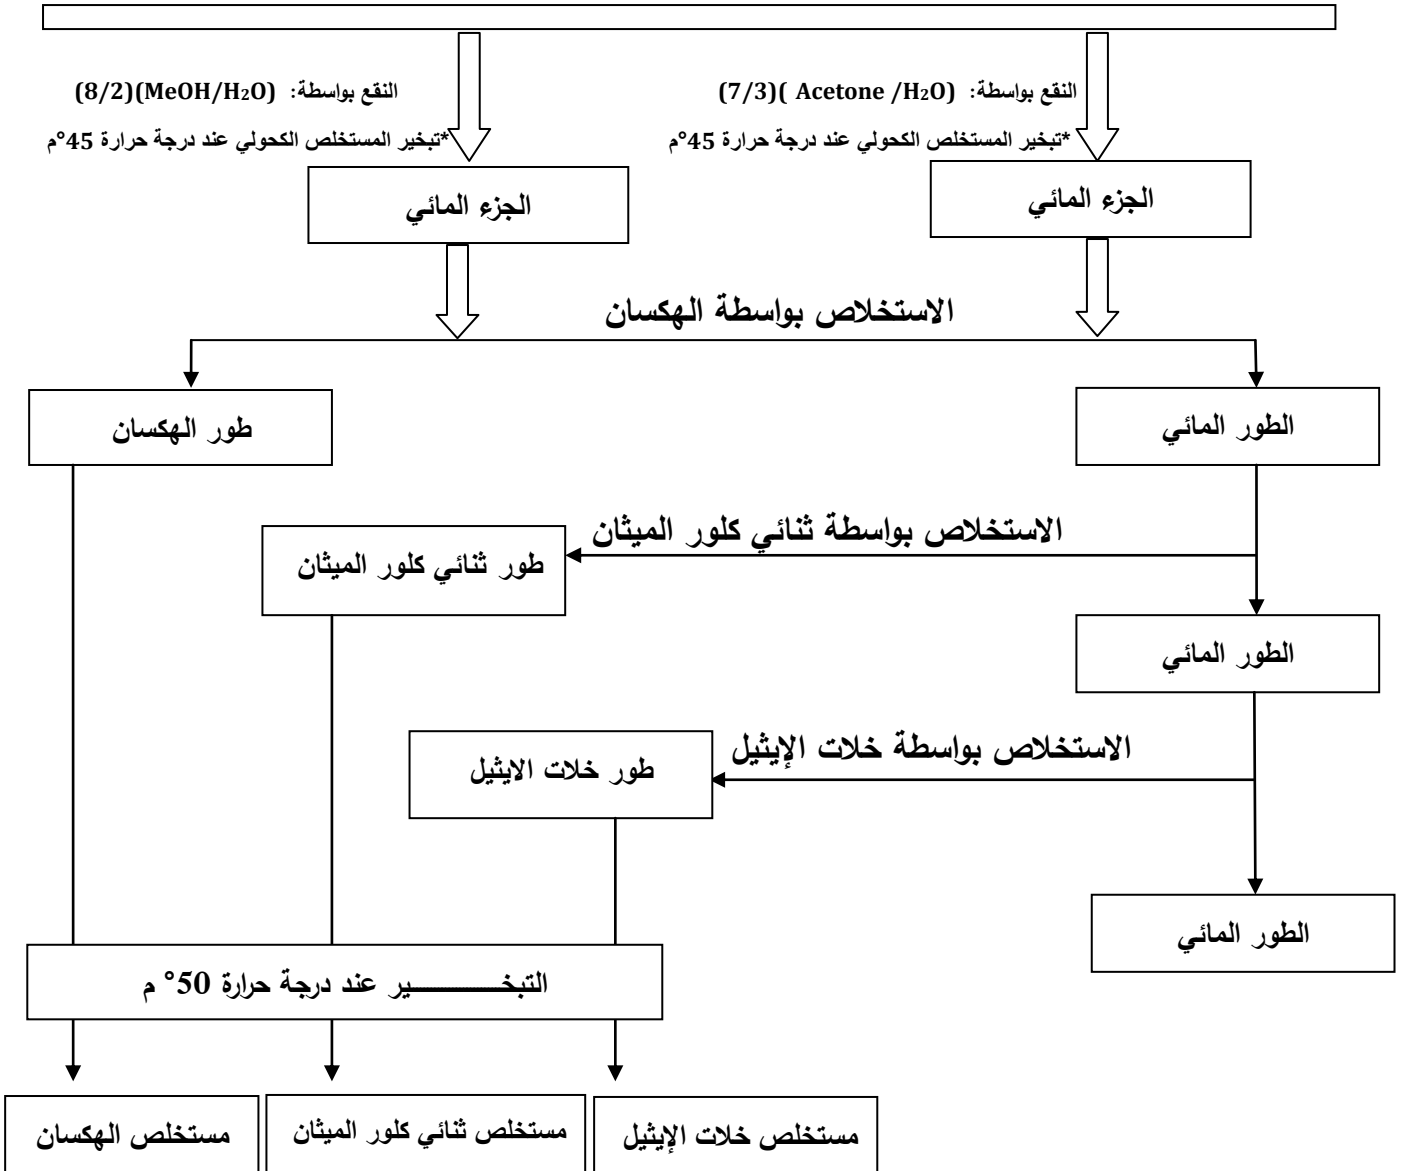 النقع بواسطة: (7/3)( Acetone /H2O)
*تبخير المستخلص الكحولي عند درجة حرارة 45°م
النقع بواسطة: (8/2)(MeOH/H2O)
*تبخير المستخلص الكحولي عند درجة حرارة 45°م
الجزء المائي
الجزء المائي
الاستخلاص بواسطة الهكسان
الطور المائي
طور الهكسان
الاستخلاص بواسطة ثنائي كلور الميثان
طور ثنائي كلور الميثان
الطور المائي
الاستخلاص بواسطة خلات الإيثيل
طور خلات الايثيل
الطور المائي
التبخـــــــــــــير عند درجة حرارة 50° م
مستخلص خلات الإيثيل
مستخلص ثنائي كلور الميثان
مستخلص الهكسان